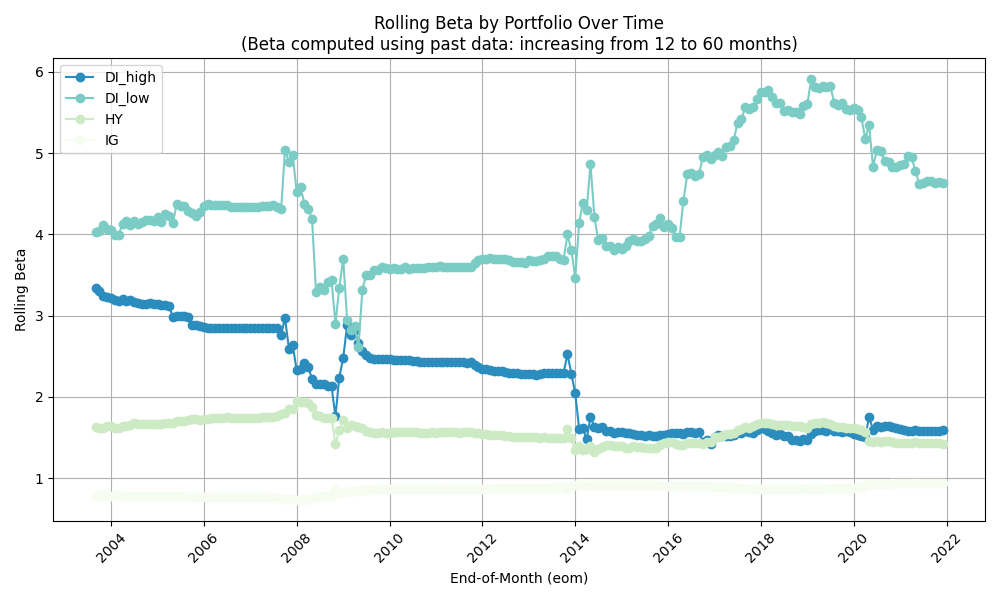 Rolling Beta by Portfolio Over Time
(Beta computed using past data: increasing from 12 to 60 months)
DI_high
DI_low
HY
IG
Rolling Beta
6
5
4
3
2
1
2004
2006
2008
2010
2012
2014
2016
2018
2020
2022
End-of-Month (eom)